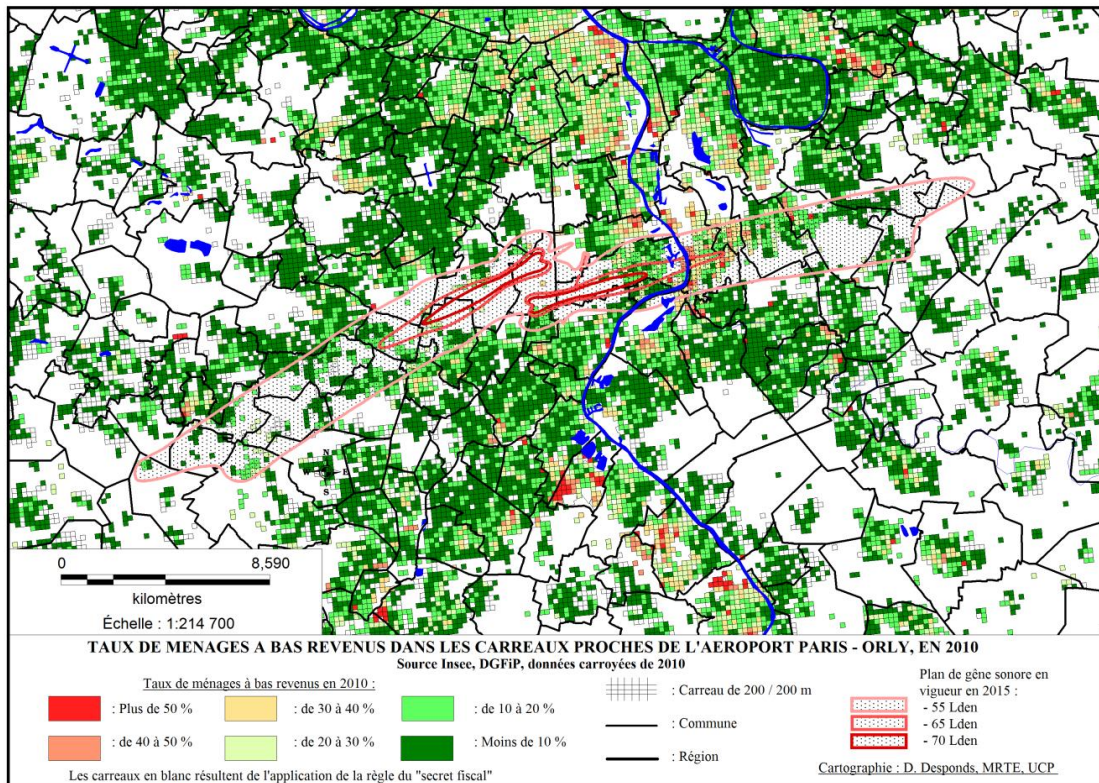 N
E
S
0 8,590
kilomètres
Échelle : 1:214 700
TAUX DE MENAGES A BAS REVENUS DANS LES CARREAUX PROCHES DE L'AEROPORT PARIS - ORLY, EN 2010
Source Insee, DGFiP, données carroyées de 2010
Taux de ménages à bas revenus en 2010 :
: Plus de 50 %
: de 30 à 40 %
: de 10 à 20 %
: de 40 à 50 %
: de 20 à 30 %
: Moins de 10 %
Les carreaux en blanc résultent de l'application de la règle du "secret fiscal"
: Carreau de 200 / 200 m
: Commune
: Région
Plan de gêne sonore en
vigueur en 2015 :
- 55 Lden
- 65 Lden
- 70 Lden
Cartographie : D. Desponds, MRTE, UCP